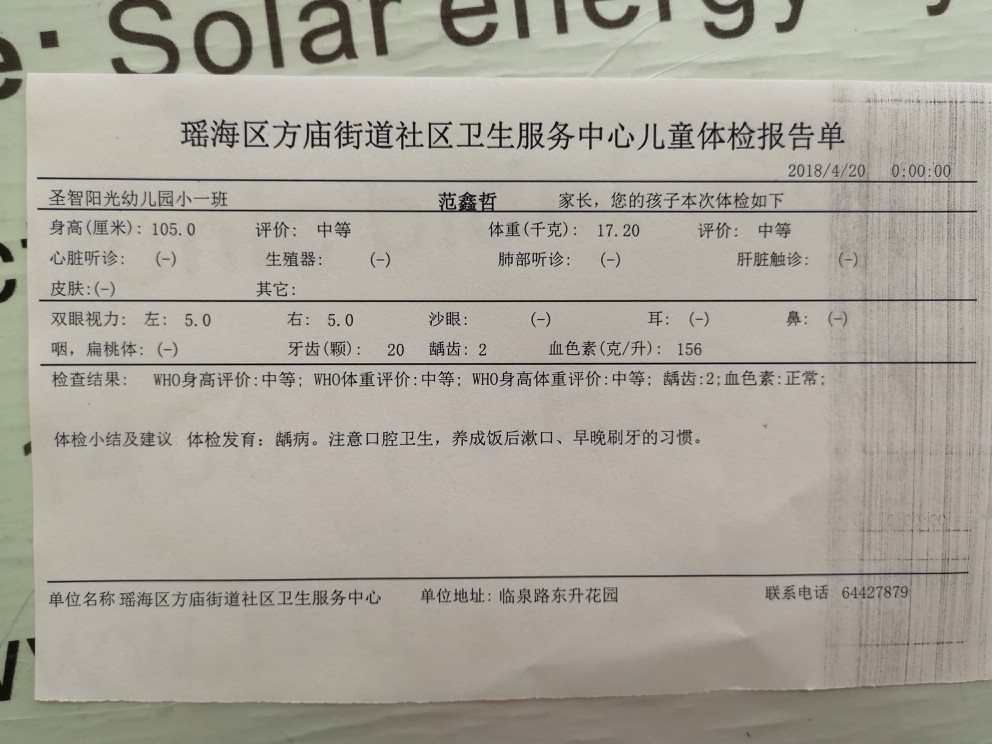 e: Solar energy
瑶海区方庙街道社区卫生服务中心儿童体检报告单
2018/4/20 0:00:00
圣智阳光幼儿园小一班 范鑫哲 家长，您的孩子本次体检如下
身高(厘米): 105.0 评价: 中等 体重(千克): 17.20 评价: 中等
心脏听诊: (-) 生殖器: (-) 肺部听诊: (-) 肝脏触诊: (-)
皮肤:(-) 其它:
双眼视力: 左: 5.0 右: 5.0 沙眼: (-) 耳: (-) 鼻: (-)
咽，扁桃体: (-) 牙齿(颗): 20 龋齿: 2 血色素(克/升): 156
检查结果: WHO身高评价:中等; WHO体重评价:中等; WHO身高体重评价:中等; 龋齿:2;血色素:正常;
体检小结及建议 体检发育: 龋病。注意口腔卫生，养成饭后漱口、早晚刷牙的习惯。
单位名称 瑶海区方庙街道社区卫生服务中心 单位地址: 临泉路东升花园 联系电话 64427879